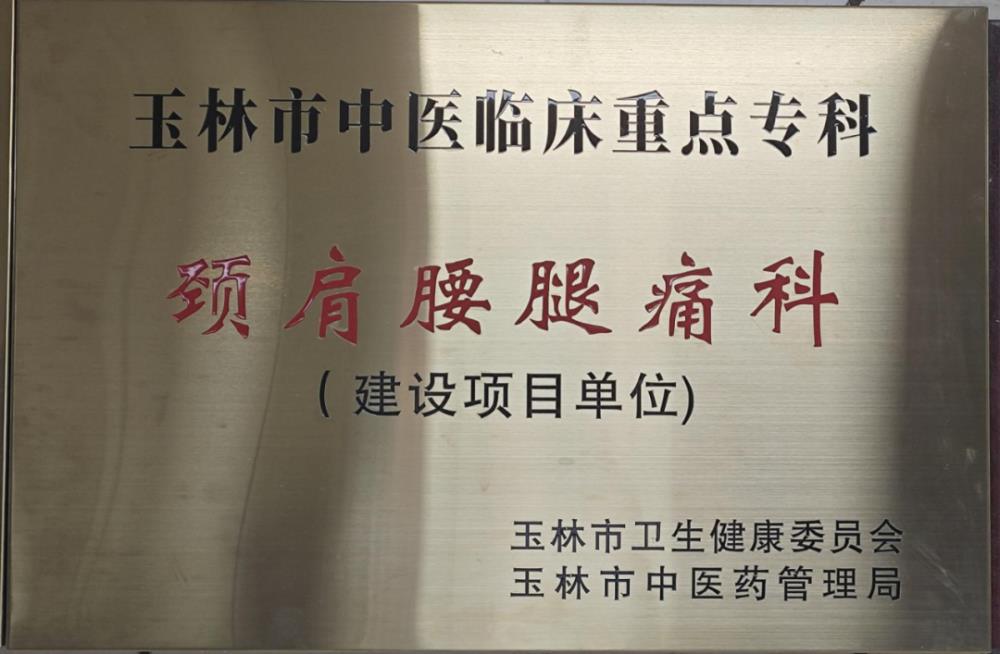 玉林市中医临床重点专科
颈肩腰腿痛科
(建设项目单位)
玉林市卫生健康委员会
玉林市中医药管理局